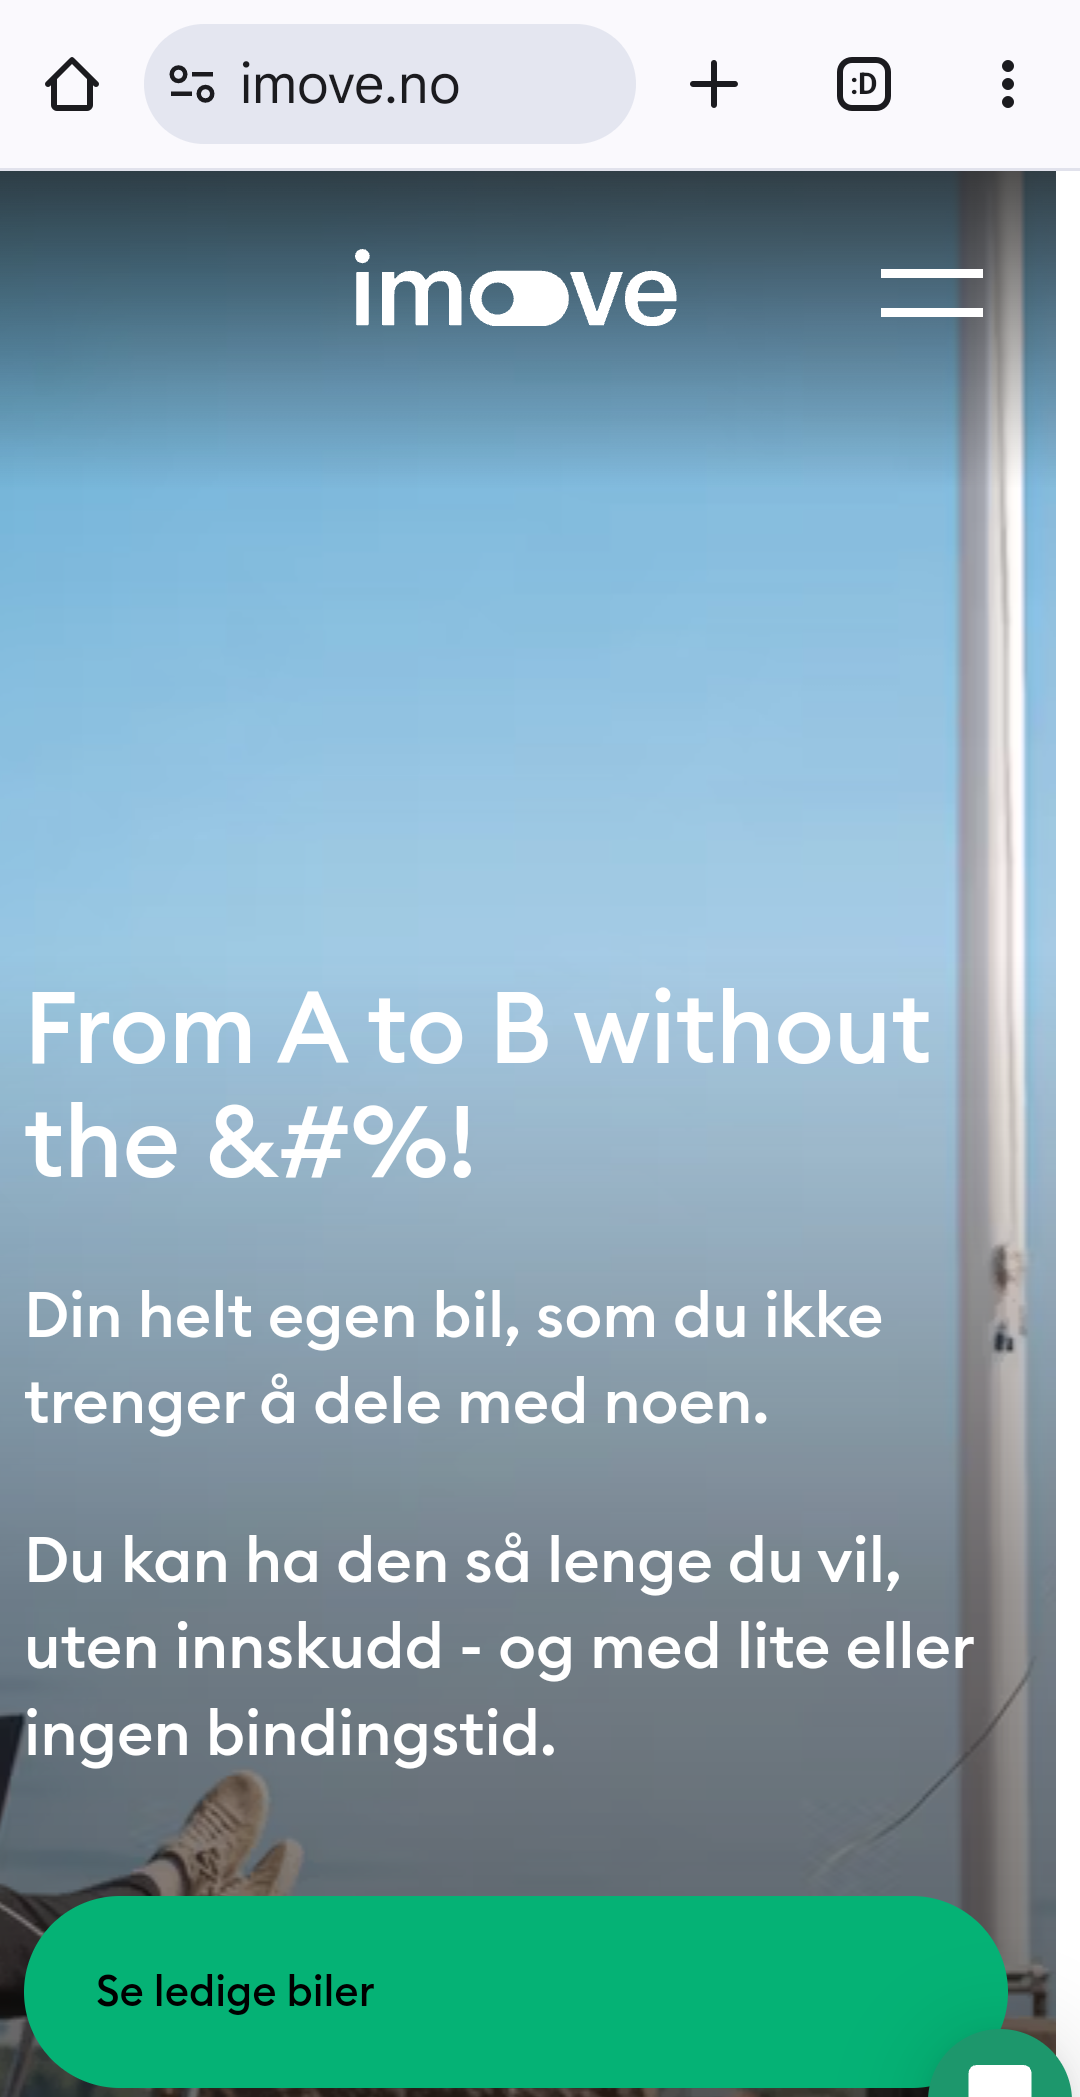 imove.no
:D
imove
From A to B without
the &#%!
Din helt egen bil, som du ikke
trenger å dele med noen.
Du kan ha den så lenge du vil,
uten innskudd - og med lite eller
ingen bindingstid.
Se ledige biler